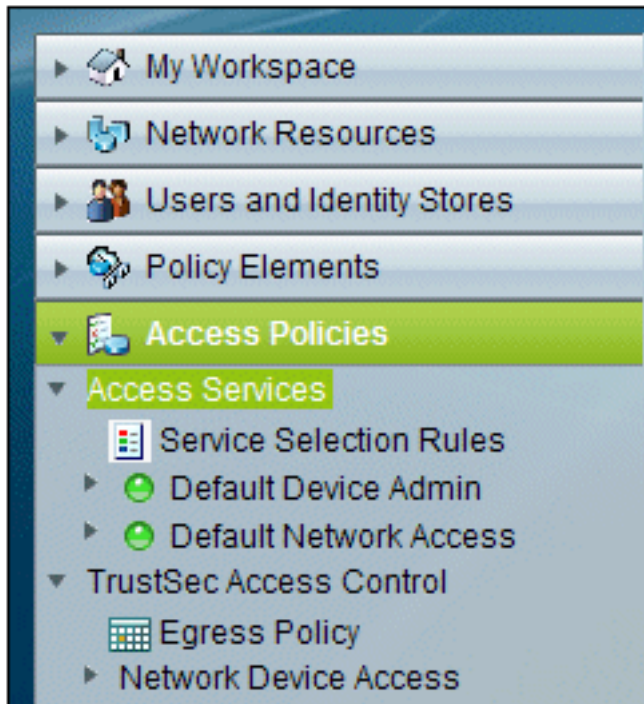 My Workspace
Network Resources
Users and Identity Stores
Policy Elements
Access Policies
Access Services
Service Selection Rules
Default Device Admin
Default Network Access
TrustSec Access Control
Egress Policy
Network Device Access